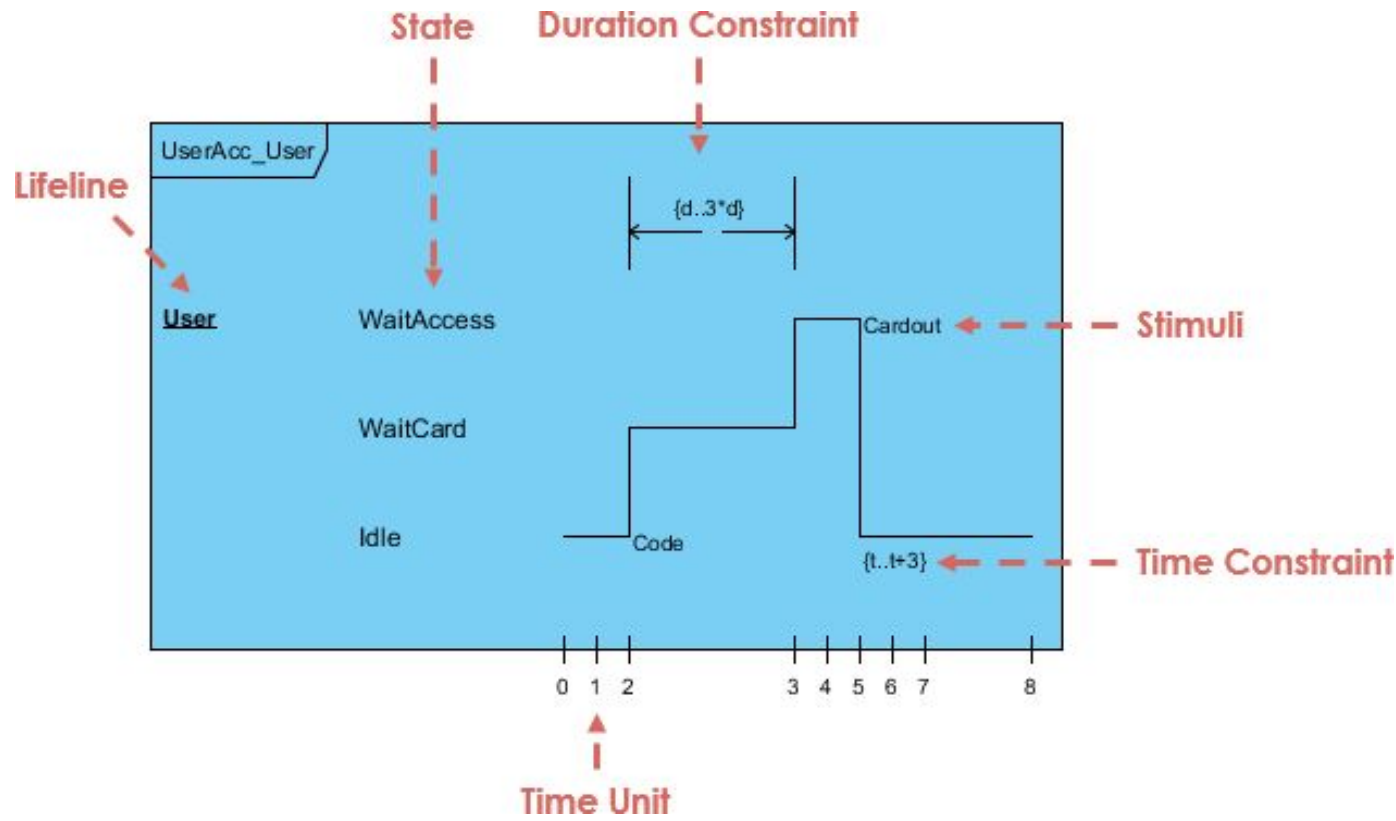 State
Duration Constraint
UserAcc_User
Lifeline
{d..3*d}
User
WaitAccess
Cardout
Stimuli
WaitCard
Idle
Code
{t..t+3}
Time Constraint
0 1 2 3 4 5 6 7 8
Time Unit